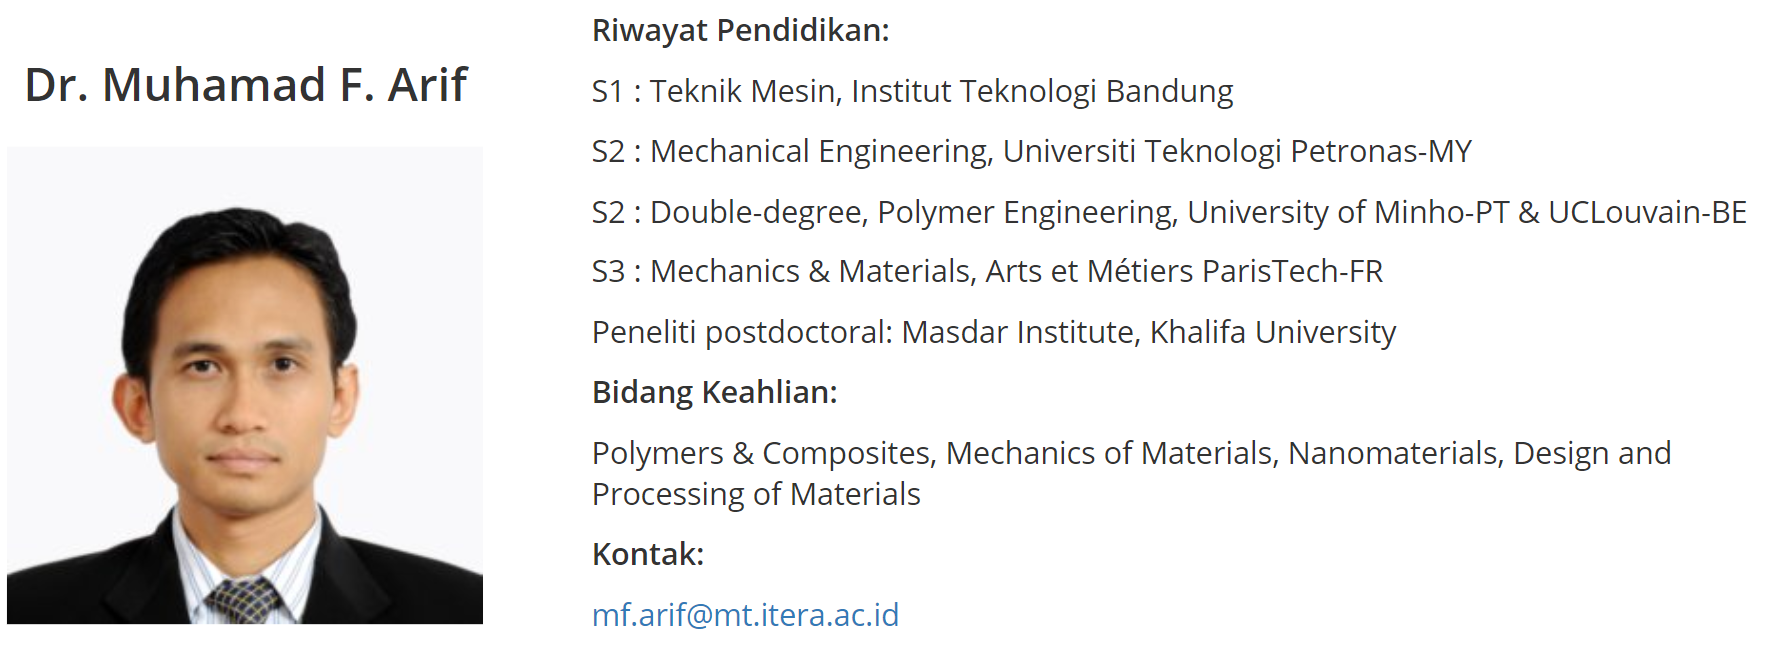 Dr. Muhamad F. Arif
Riwayat Pendidikan:
S1 : Teknik Mesin, Institut Teknologi Bandung
S2 : Mechanical Engineering, Universiti Teknologi Petronas-MY
S2 : Double-degree, Polymer Engineering, University of Minho-PT & UCLouvain-BE
S3 : Mechanics & Materials, Arts et Métiers ParisTech-FR
Peneliti postdoctoral: Masdar Institute, Khalifa University
Bidang Keahlian:
Polymers & Composites, Mechanics of Materials, Nanomaterials, Design and
Processing of Materials
Kontak:
mf.arif@mt.itera.ac.id